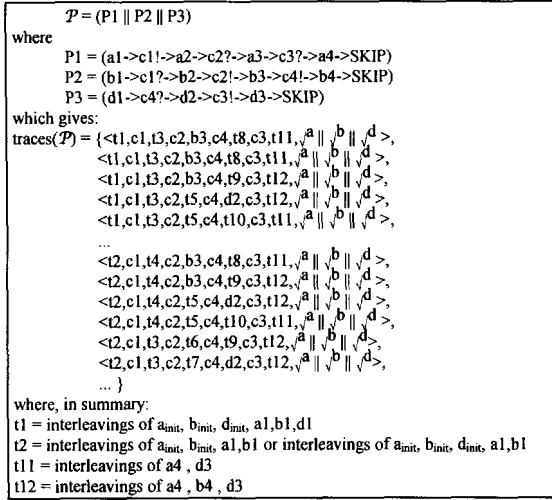 𝒫 = (P1 || P2 || P3)
where
P1 = (a1->c1!->a2->c2?->a3->c3?->a4->SKIP)
P2 = (b1->c1?->b2->c2!->b3->c4!->b4->SKIP)
P3 = (d1->c4?->d2->c3!->d3->SKIP)
which gives:
traces(𝒫) = {<t1,c1,t3,c2,b3,c4,t8,c3,t11,√a || √b || √d >,
<t1,c1,t3,c2,b3,c4,t8,c3,t11,√a || √b || √d >,
<t1,c1,t3,c2,b3,c4,t9,c3,t12,√a || √b || √d >,
<t1,c1,t3,c2,t5,c4,d2,c3,t12,√a || √b || √d >,
<t1,c1,t3,c2,t5,c4,t10,c3,t11,√a || √b || √d >,
...
<t2,c1,t4,c2,b3,c4,t8,c3,t11,√a || √b || √d >,
<t2,c1,t4,c2,b3,c4,t9,c3,t12,√a || √b || √d >,
<t2,c1,t4,c2,t5,c4,d2,c3,t12,√a || √b || √d >,
<t2,c1,t4,c2,t5,c4,t10,c3,t11,√a || √b || √d >,
<t2,c1,t3,c2,t6,c4,t9,c3,t12,√a || √b || √d>,
<t2,c1,t3,c2,t7,c4,d2,c3,t12,√a || √b || √d >,
... }
where, in summary:
t1 = interleavings of ainit, binit, dinit, a1,b1,d1
t2 = interleavings of ainit, binit, a1,b1 or interleavings of ainit, binit, dinit, a1,b1
t11 = interleavings of a4 , d3
t12 = interleavings of a4 , b4 , d3